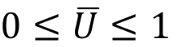 0 ≤ U̅ ≤ 1